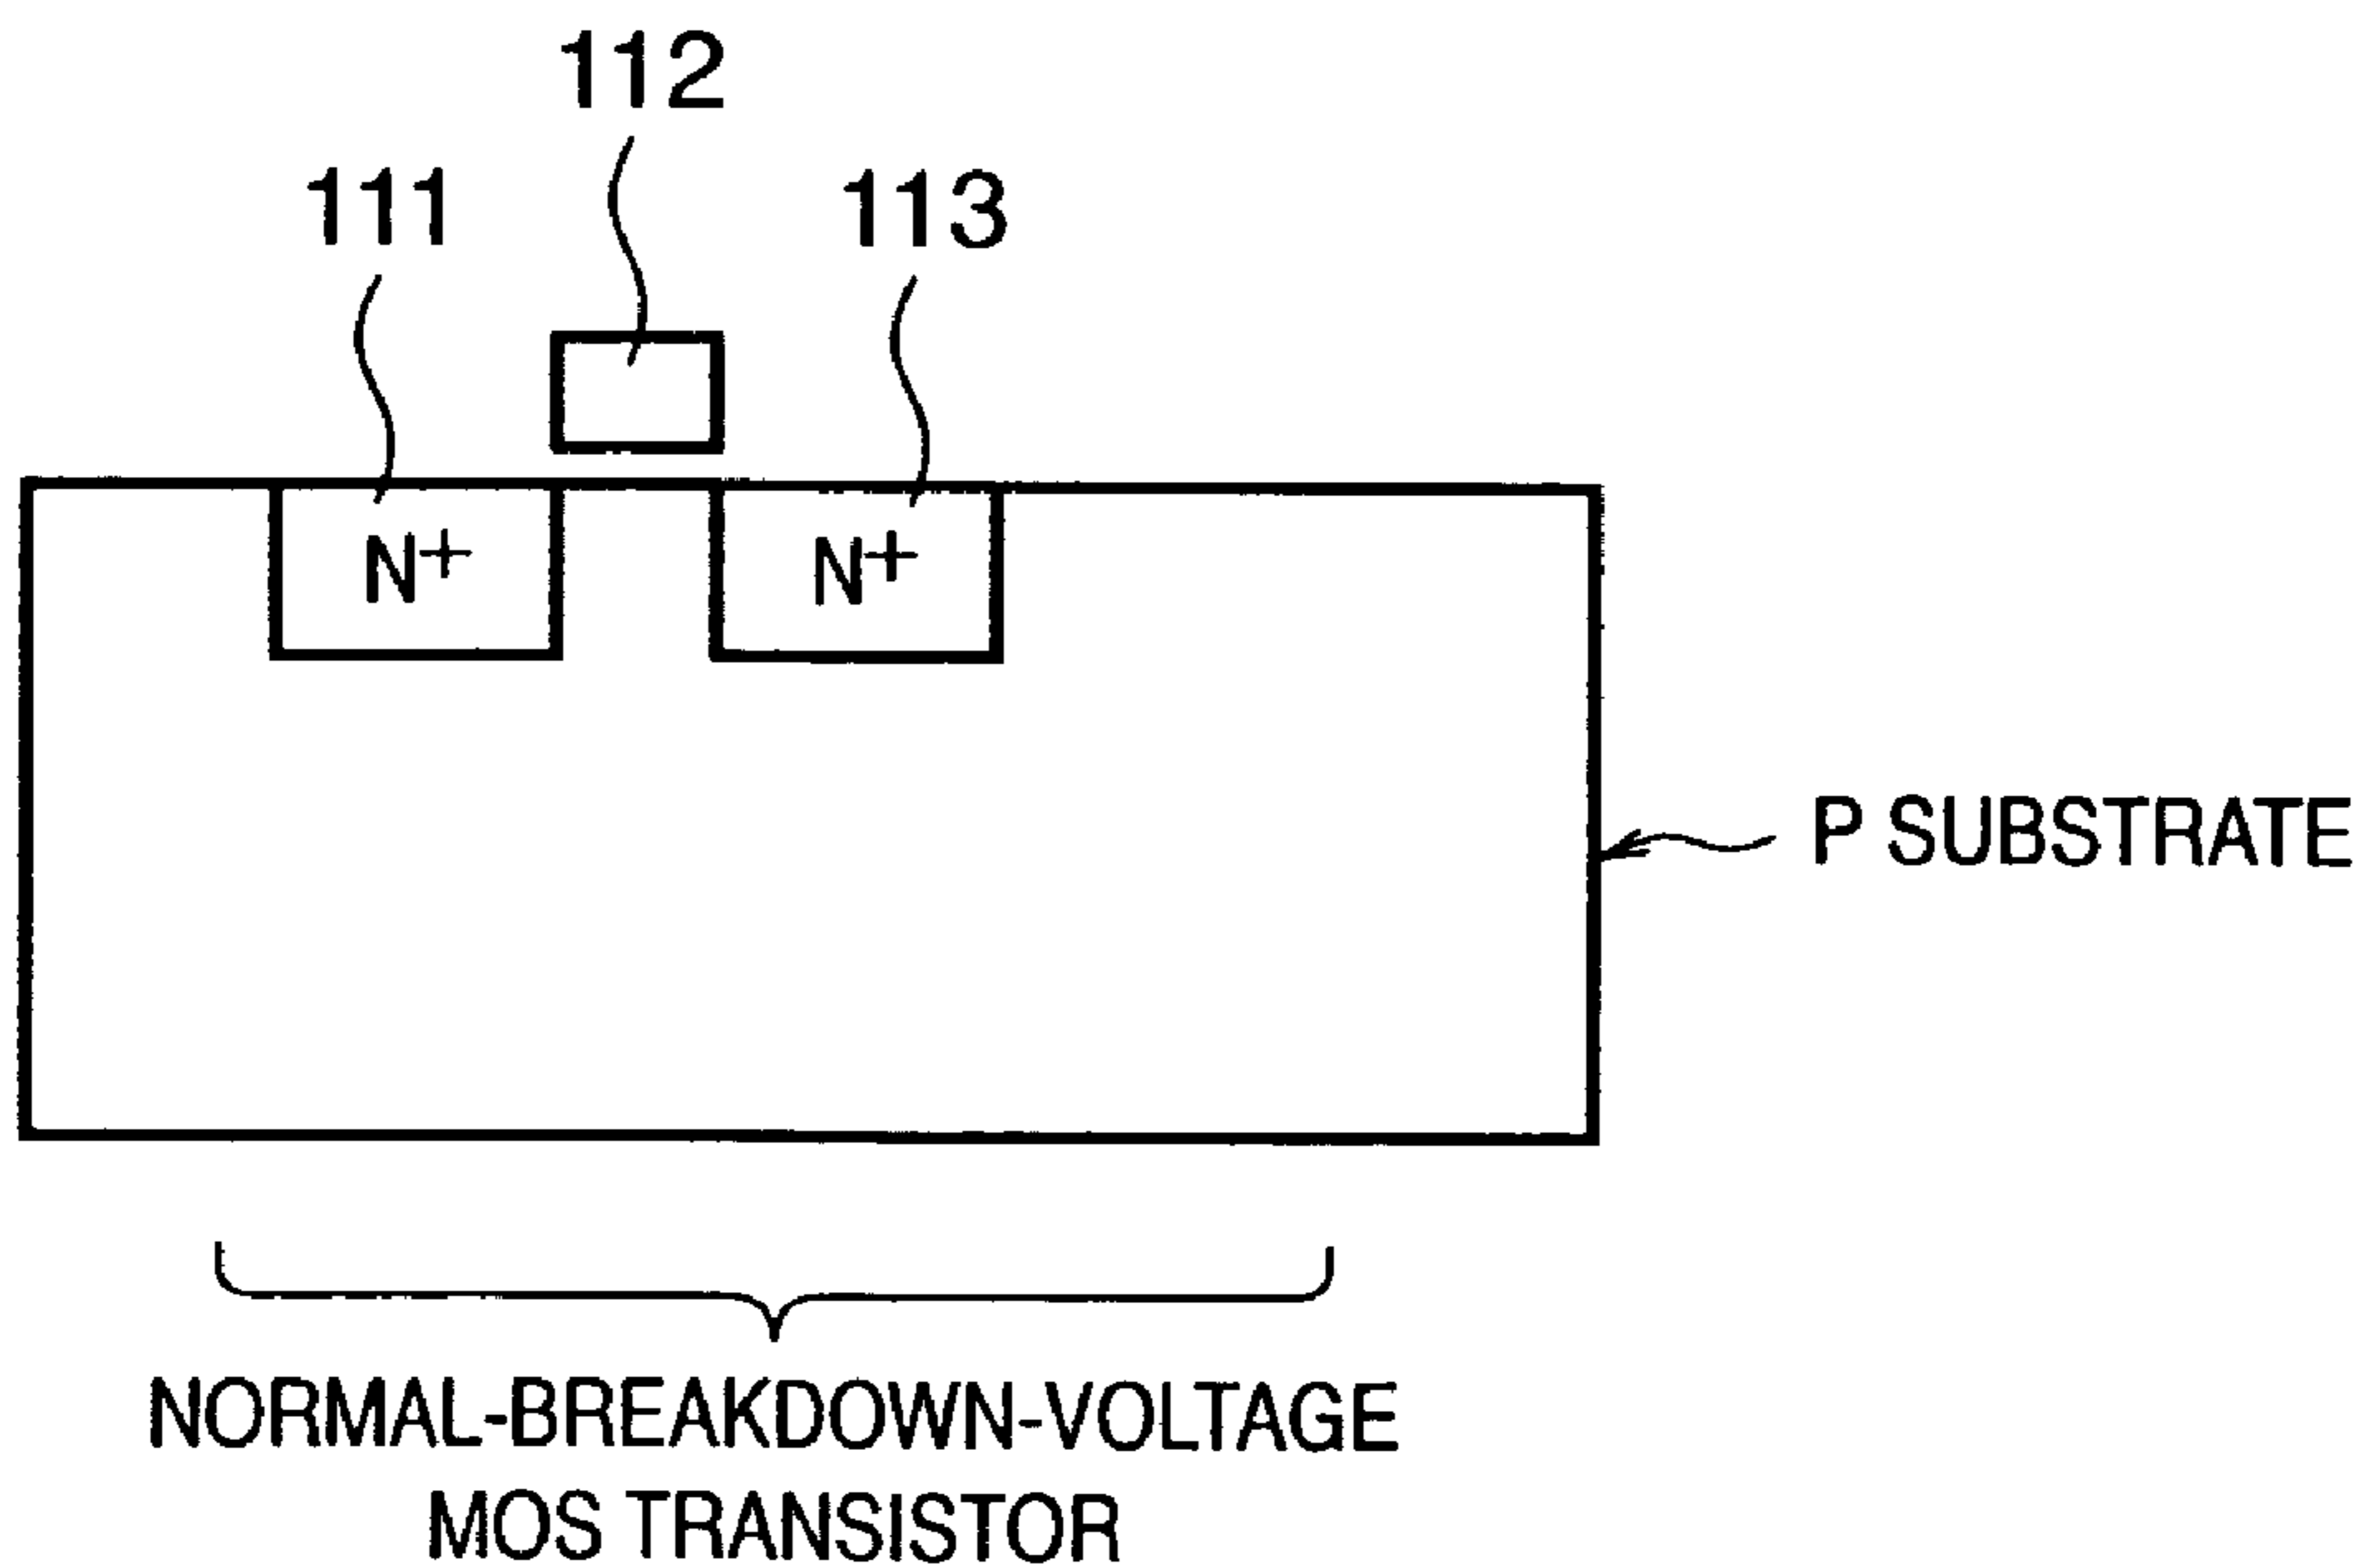 112
111
113
N+
N+
P SUBSTRATE
NORMAL-BREAKDOWN-VOLTAGE
MOS TRANSISTOR